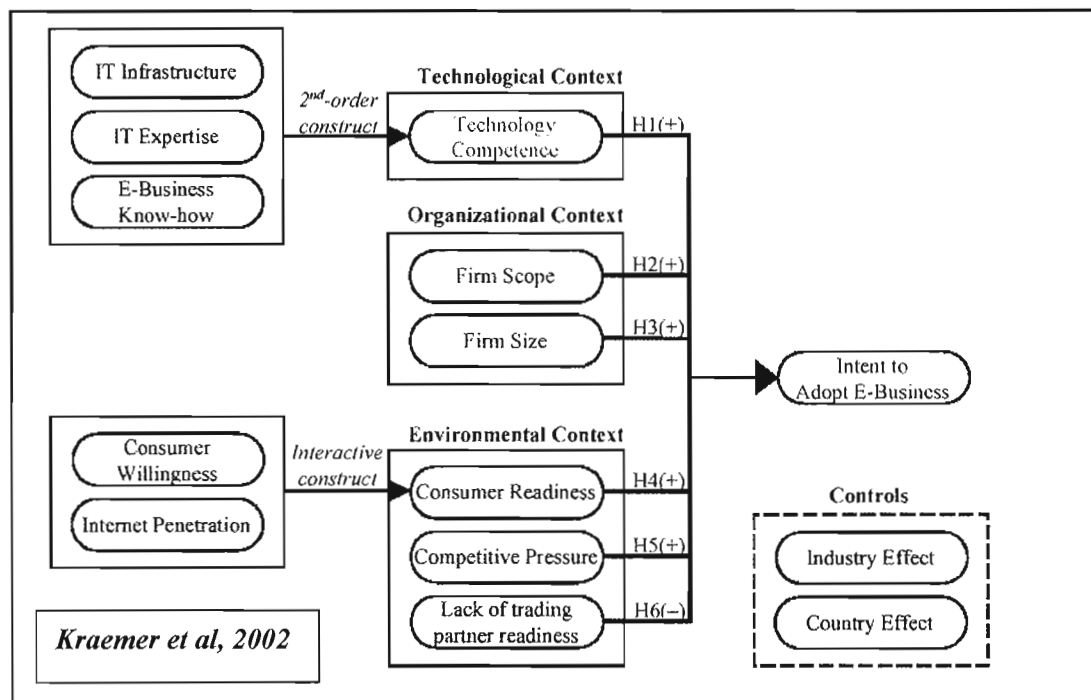 IT Infrastructure
IT Expertise
E-Business
Know-how
2nd-order
construct
Technological Context
Technology
Competence
H1(+)
Organizational Context
Firm Scope
H2(+)
Firm Size
H3(+)
Intent to
Adopt E-Business
Consumer
Willingness
Internet Penetration
Interactive
construct
Environmental Context
Consumer Readiness
H4(+)
Competitive Pressure
H5(+)
Lack of trading
partner readiness
H6(−)
Controls
Industry Effect
Country Effect
Kraemer et al, 2002